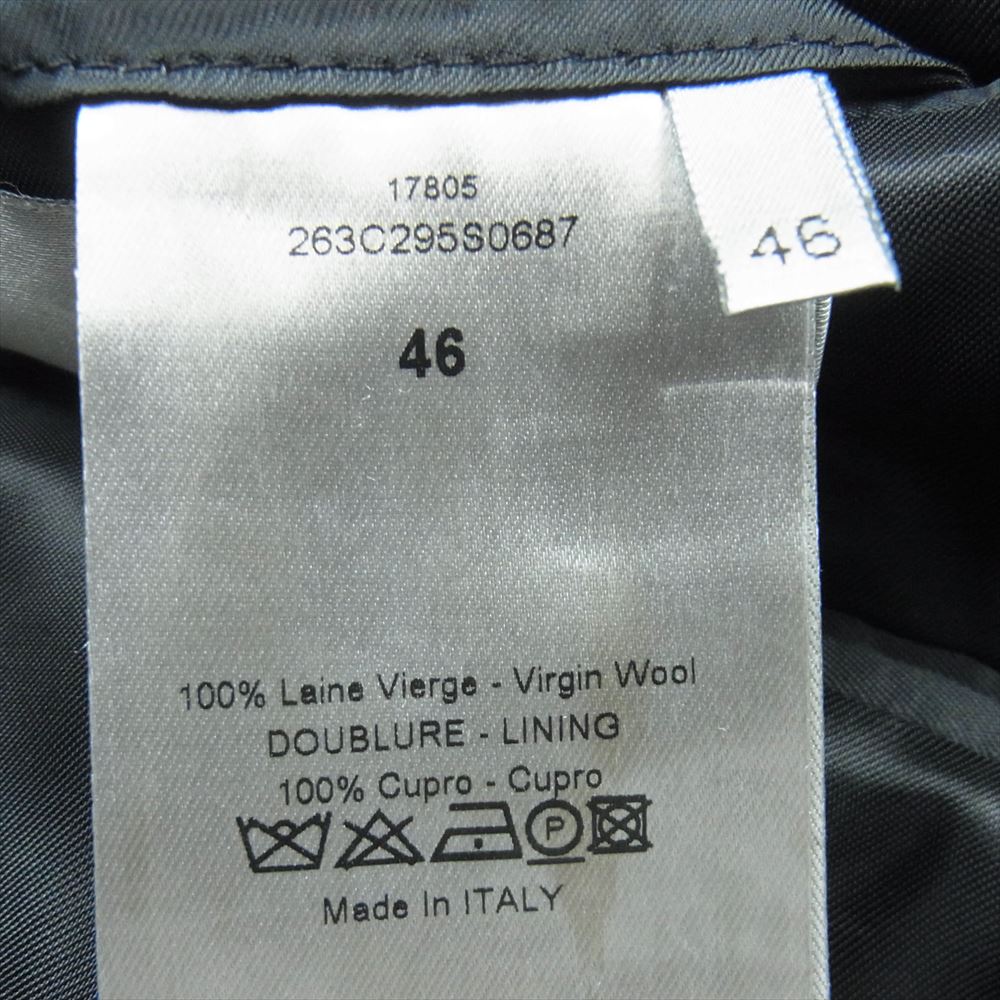 17805
263C295S0687
46
46
100% Laine Vierge - Virgin Wool
DOUBLURE - LINING
100% Cupro - Cupro
P
Made In ITALY